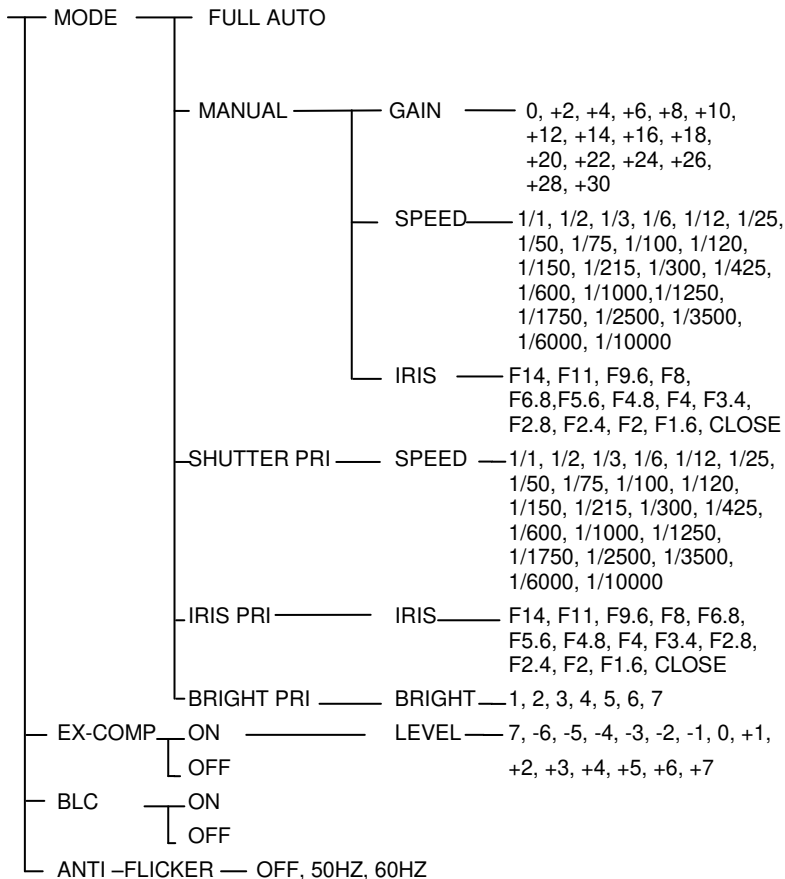 MODE FULL AUTO
MANUAL GAIN 0, +2, +4, +6, +8, +10,
+12, +14, +16, +18,
+20, +22, +24, +26,
+28, +30
SPEED 1/1, 1/2, 1/3, 1/6, 1/12, 1/25,
1/50, 1/75, 1/100, 1/120,
1/150, 1/215, 1/300, 1/425,
1/600, 1/1000,1/1250,
1/1750, 1/2500, 1/3500,
1/6000, 1/10000
IRIS F14, F11, F9.6, F8,
F6.8,F5.6, F4.8, F4, F3.4,
F2.8, F2.4, F2, F1.6, CLOSE
SHUTTER PRI SPEED 1/1, 1/2, 1/3, 1/6, 1/12, 1/25,
1/50, 1/75, 1/100, 1/120,
1/150, 1/215, 1/300, 1/425,
1/600, 1/1000, 1/1250,
1/1750, 1/2500, 1/3500,
1/6000, 1/10000
IRIS PRI IRIS F14, F11, F9.6, F8, F6.8,
F5.6, F4.8, F4, F3.4, F2.8,
F2.4, F2, F1.6, CLOSE
BRIGHT PRI BRIGHT 1, 2, 3, 4, 5, 6, 7
EX-COMP ON LEVEL 7, -6, -5, -4, -3, -2, -1, 0, +1,
OFF +2, +3, +4, +5, +6, +7
BLC ON
OFF
ANTI –FLICKER OFF, 50HZ, 60HZ